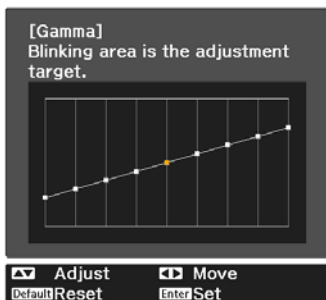 [Gamma]
Blinking area is the adjustment
target.
Adjust Move
Default Reset Enter Set